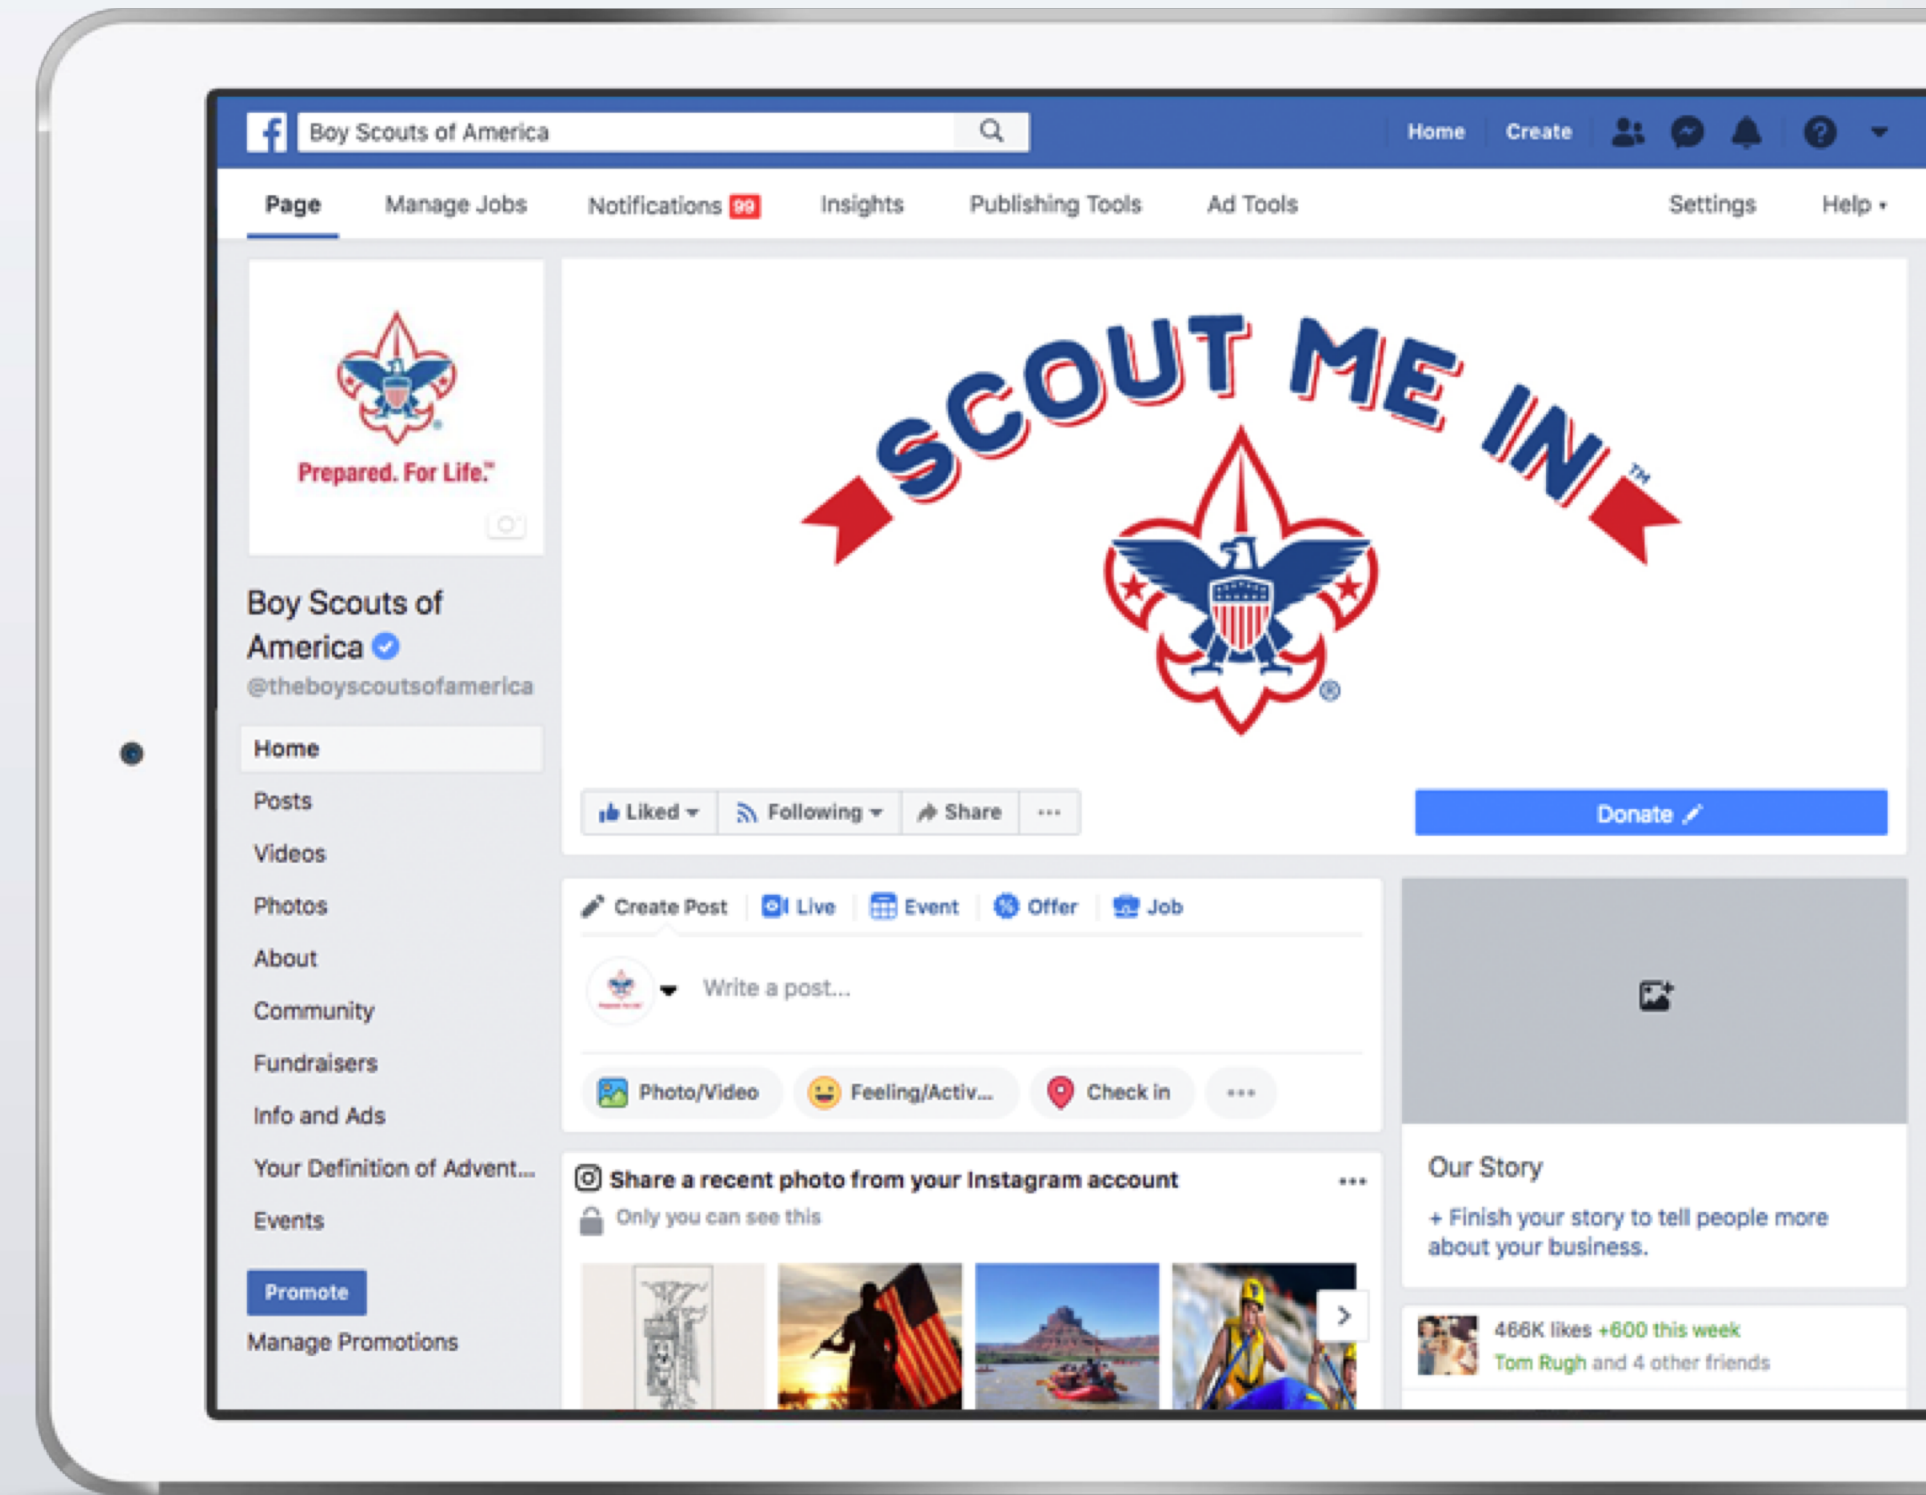 Boy Scouts of America
Home Create
Page Manage Jobs Notifications 99 Insights Publishing Tools Ad Tools Settings Help
Prepared. For Life.™
SCOUT ME IN™
®
Boy Scouts of
America
@theboyscoutsofamerica
Home
Posts
Videos
Photos
About
Community
Fundraisers
Info and Ads
Your Definition of Advent...
Events
Promote
Manage Promotions
Liked Following Share ...
Donate
Create Post Live Event Offer Job
Write a post...
Photo/Video Feeling/Activ... Check in ...
Share a recent photo from your Instagram account ...
Only you can see this
Our Story
+ Finish your story to tell people more
about your business.
466K likes +600 this week
Tom Rugh and 4 other friends